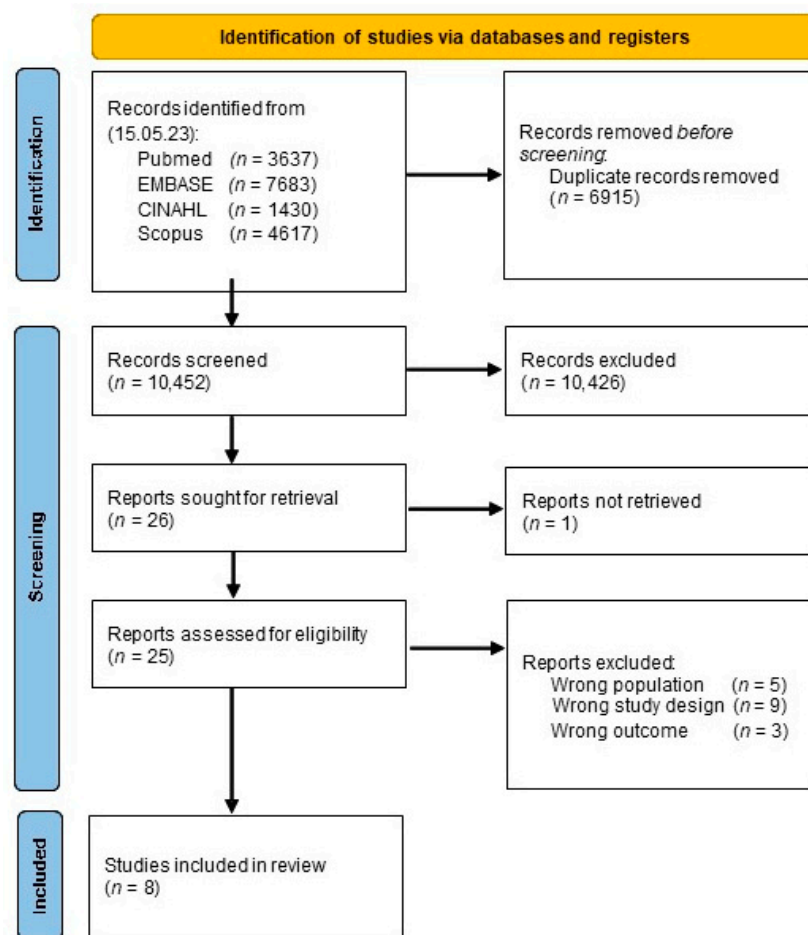 Identification of studies via databases and registers
Identification
Records identified from
(15.05.23):
Pubmed (n = 3637)
EMBASE (n = 7683)
CINAHL (n = 1430)
Scopus (n = 4617)
Records removed before
screening:
Duplicate records removed
(n = 6915)
Screening
Records screened
(n = 10,452)
Records excluded
(n = 10,426)
Reports sought for retrieval
(n = 26)
Reports not retrieved
(n = 1)
Reports assessed for eligibility
(n = 25)
Reports excluded:
Wrong population (n = 5)
Wrong study design (n = 9)
Wrong outcome (n = 3)
Included
Studies included in review
(n = 8)